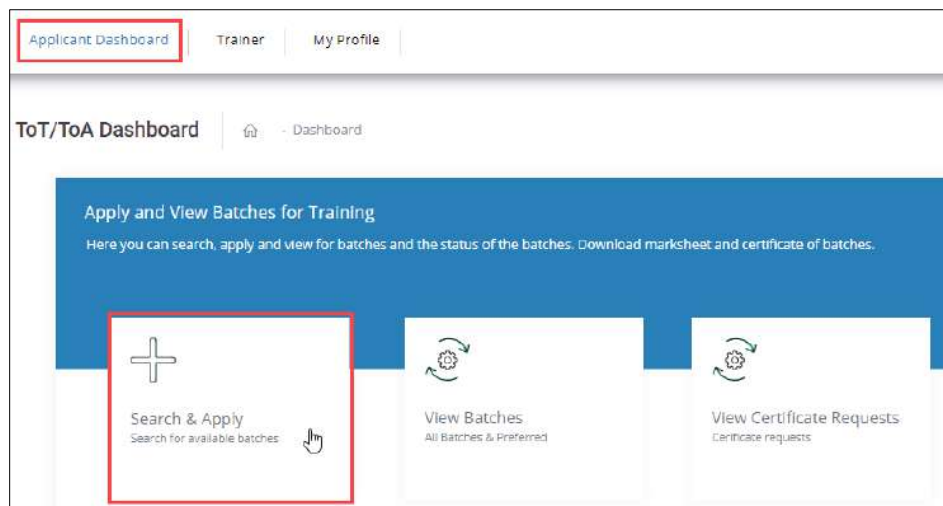 Applicant Dashboard Trainer My Profile
ToT/ToA Dashboard - Dashboard
Apply and View Batches for Training
Here you can search, apply and view for batches and the status of the batches. Download marksheet and certificate of batches.
Search & Apply
Search for available batches
View Batches
All Batches & Preferred
View Certificate Requests
Cerificate requests